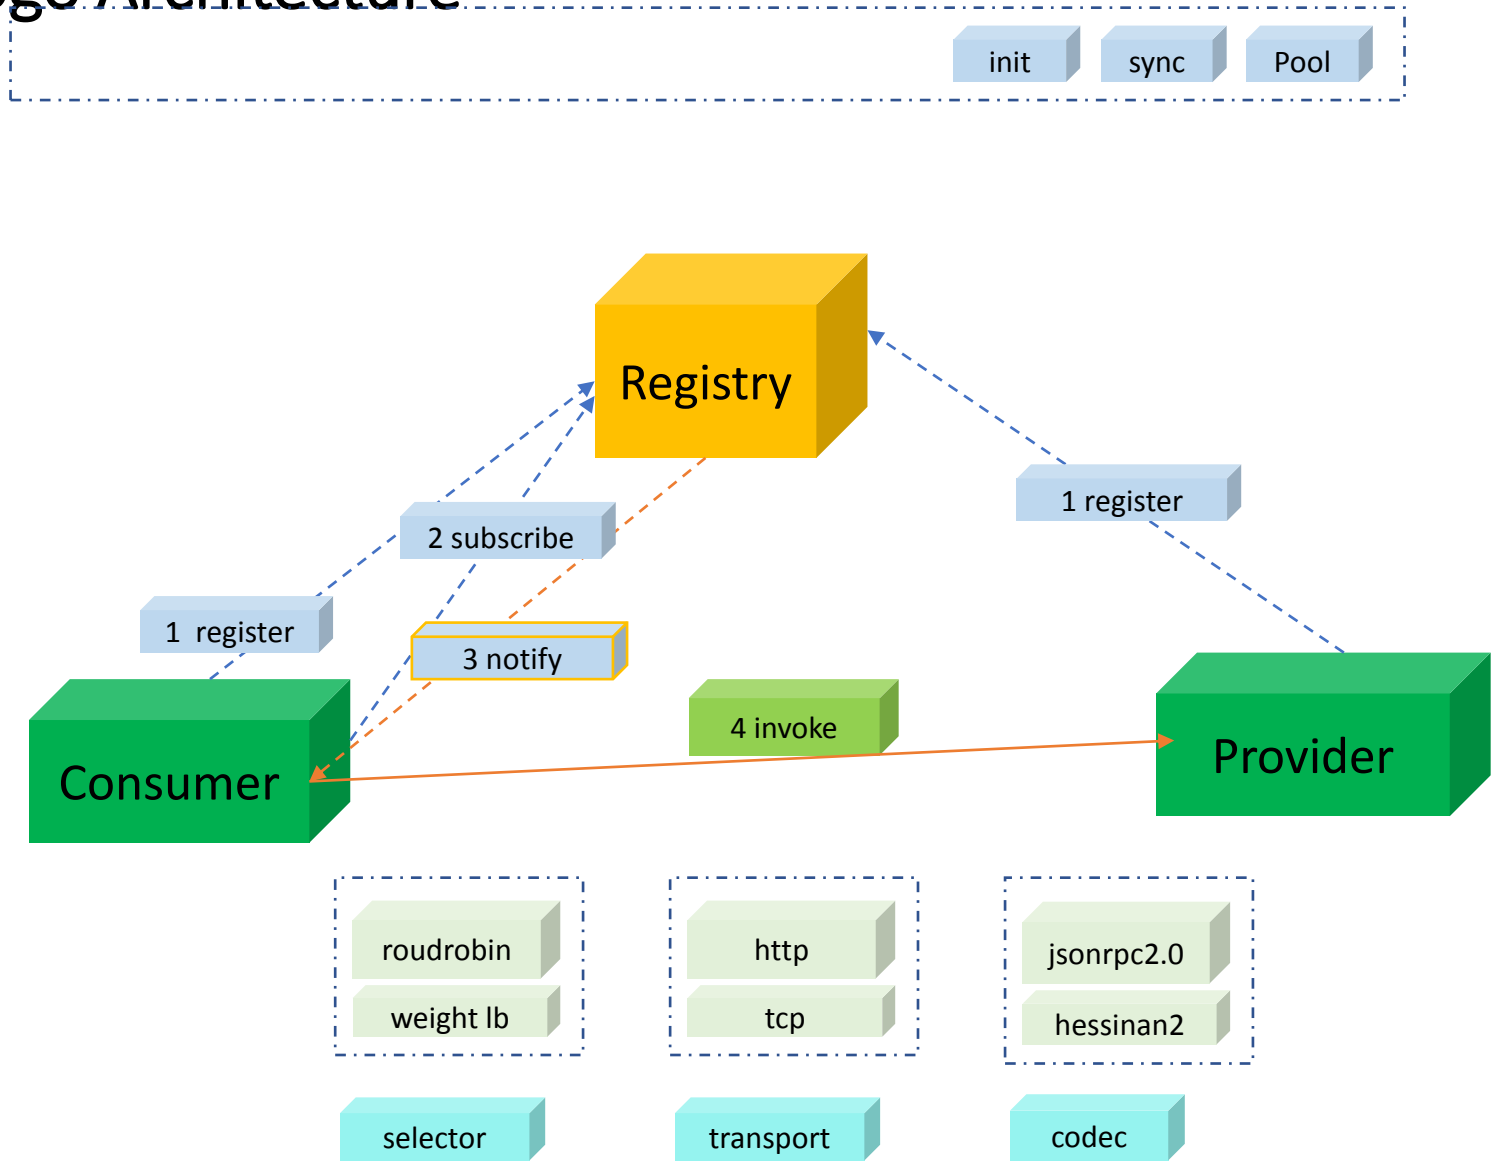 Architecture
init
sync
Pool
Registry
1 register
2 subscribe
1 register
3 notify
4 invoke
Consumer
Provider
roudrobin
http
jsonrpc2.0
weight lb
tcp
hessinan2
selector
transport
codec